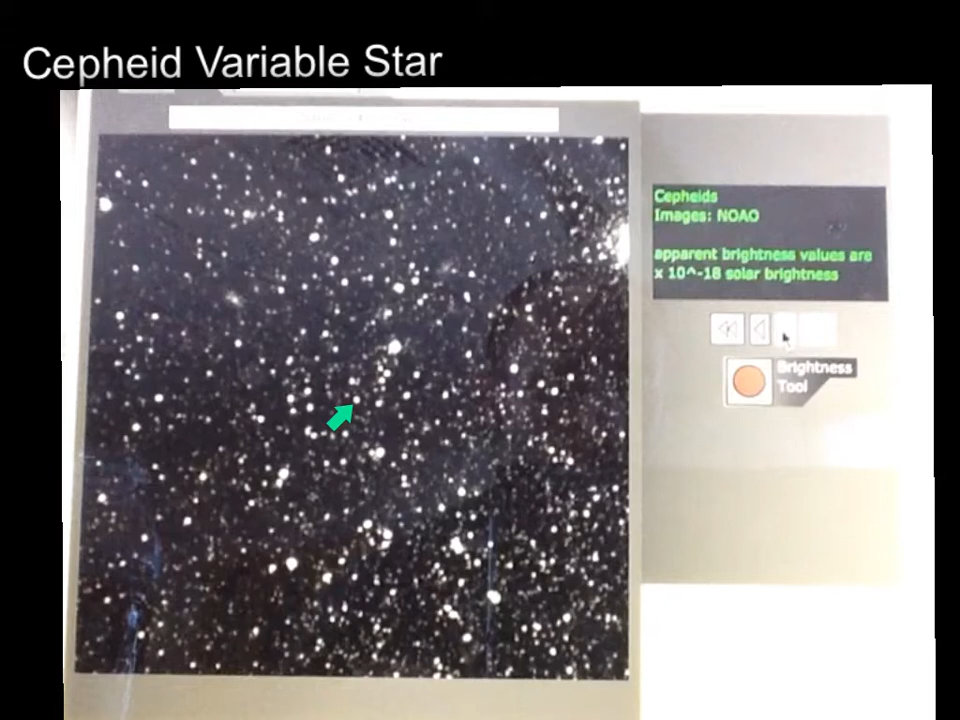 Cepheid Variable Star
Cepheids
Images: NOAO
apparent brightness values are
x 10^-18 solar brightness
Brightness
Tool